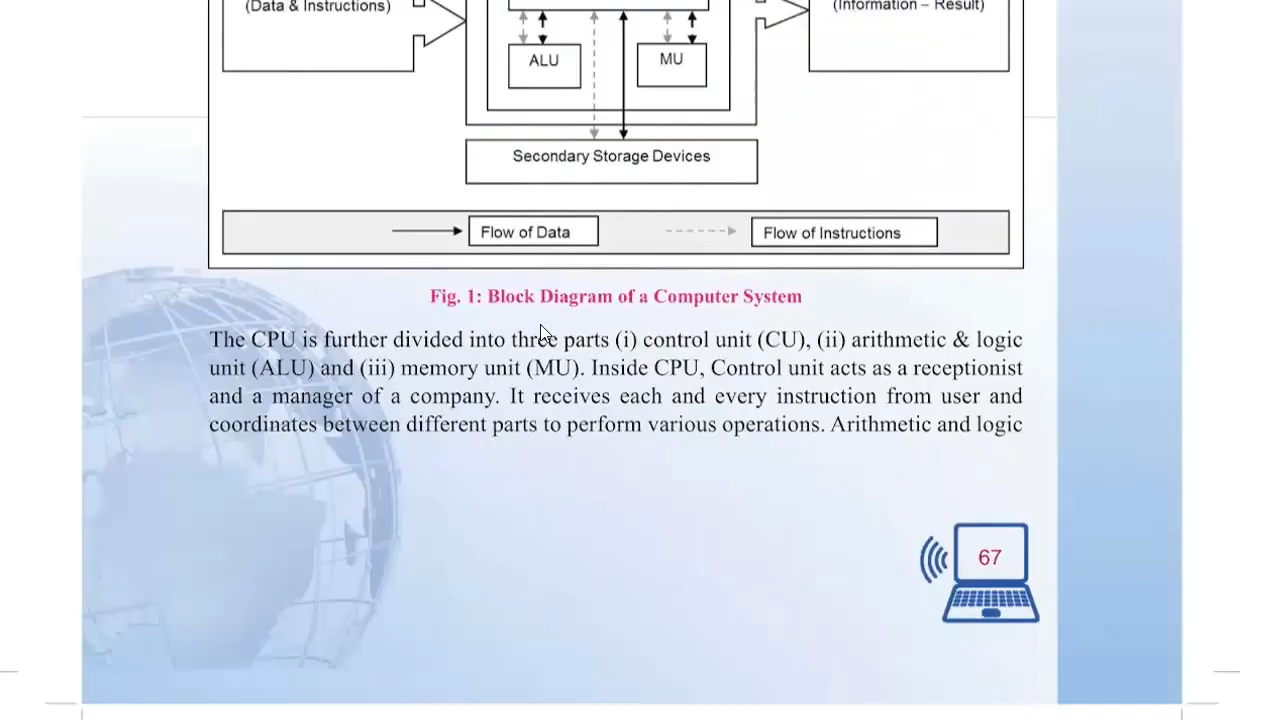 (Data & Instructions)
(Information – Result)
ALU
MU
Secondary Storage Devices
Flow of Data
Flow of Instructions
Fig. 1: Block Diagram of a Computer System
The CPU is further divided into three parts (i) control unit (CU), (ii) arithmetic & logic
unit (ALU) and (iii) memory unit (MU). Inside CPU, Control unit acts as a receptionist
and a manager of a company. It receives each and every instruction from user and
coordinates between different parts to perform various operations. Arithmetic and logic
67